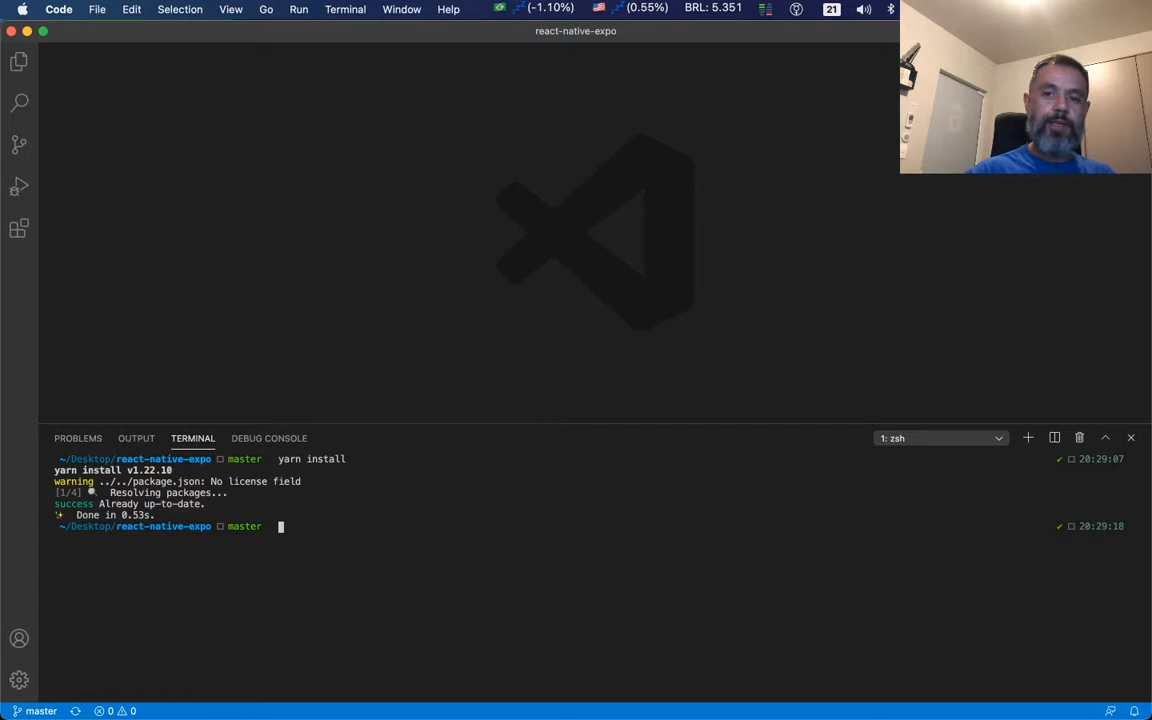 Code File Edit Selection View Go Run Terminal Window Help (-1.10%) (0.55%) BRL: 5.351 21
react-native-expo
PROBLEMS OUTPUT TERMINAL DEBUG CONSOLE 1: zsh
~/Desktop/react-native-expo master yarn install 20:29:07
yarn install v1.22.10
warning ../../package.json: No license field
[1/4] Resolving packages...
success Already up-to-date.
Done in 0.53s.
~/Desktop/react-native-expo master 20:29:18
master 0 0